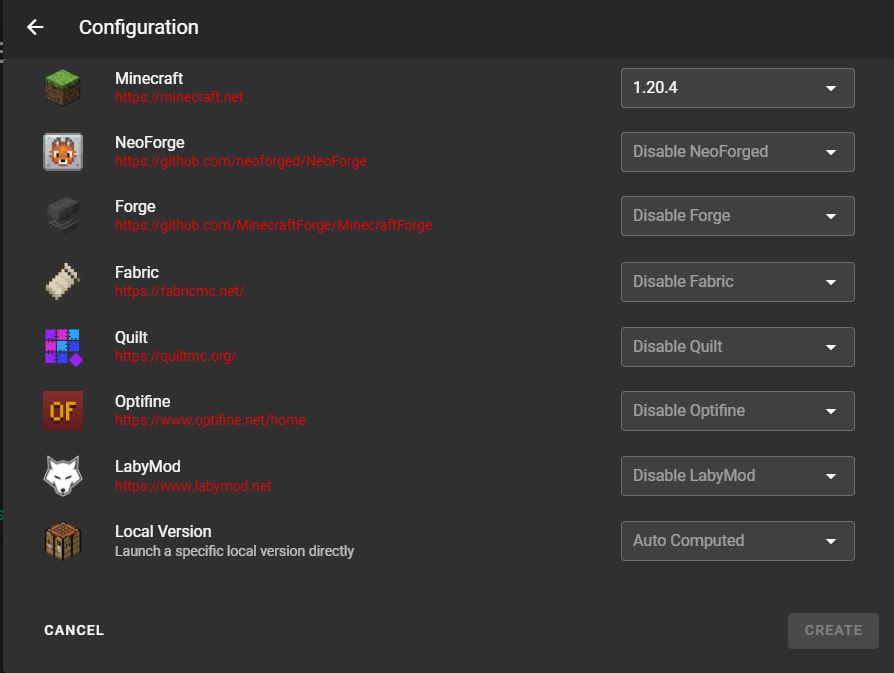 Configuration
Minecraft
https://minecraft.net
1.20.4
NeoForge
https://github.com/neoforged/NeoForge
Disable NeoForged
Forge
https://github.com/MinecraftForge/MinecraftForge
Disable Forge
Fabric
https://fabricmc.net/
Disable Fabric
Quilt
https://quiltmc.org/
Disable Quilt
OF
Optifine
https://www.optifine.net/home
Disable Optifine
LabyMod
https://www.labymod.net
Disable LabyMod
Local Version
Launch a specific local version directly
Auto Computed
CANCEL
CREATE